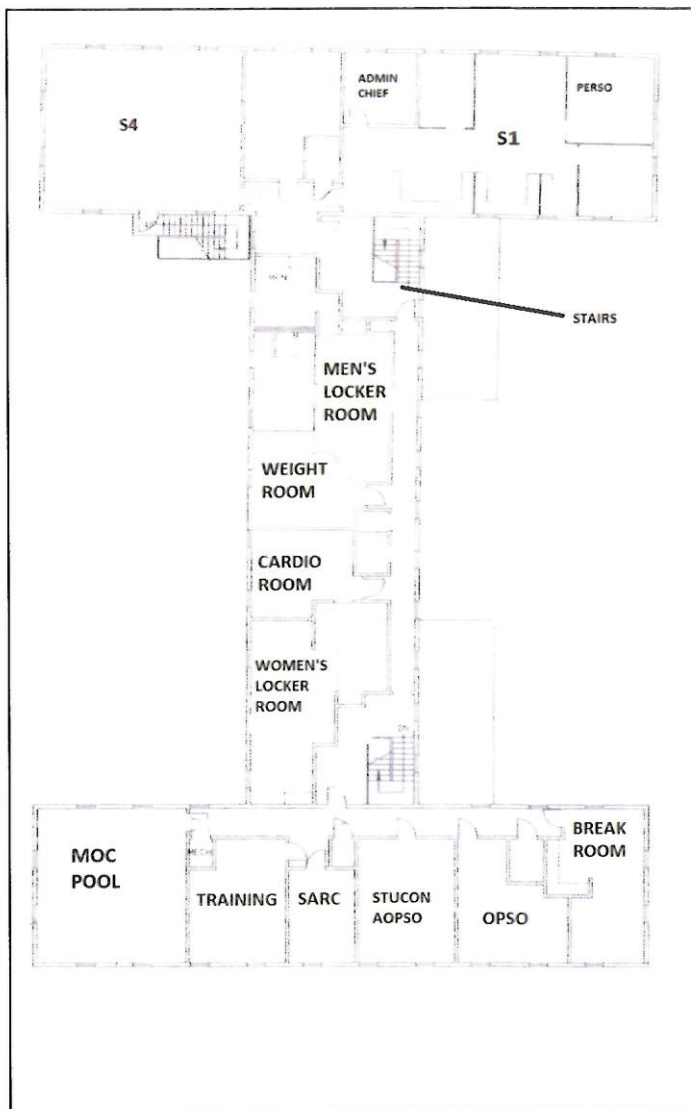 ADMIN
CHIEF
PERSO
S4
S1
STAIRS
MEN'S
LOCKER
ROOM
WEIGHT
ROOM
CARDIO
ROOM
WOMEN'S
LOCKER
ROOM
MOC
POOL
MECH
TRAINING
SARC
STUCON
AOPSO
OPSO
BREAK
ROOM